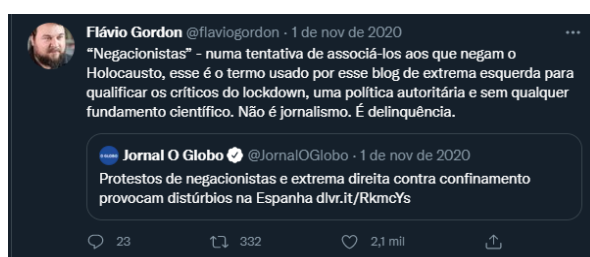 Flávio Gordon @flaviogordon · 1 de nov de 2020
“Negacionistas” - numa tentativa de associá-los aos que negam o
Holocausto, esse é o termo usado por esse blog de extrema esquerda para
qualificar os críticos do lockdown, uma política autoritária e sem qualquer
fundamento científico. Não é jornalismo. É delinquência.
Jornal O Globo @JornalOGlobo · 1 de nov de 2020
Protestos de negacionistas e extrema direita contra confinamento
provocam distúrbios na Espanha dlvr.it/RkmcYs
23 332 2,1 mil